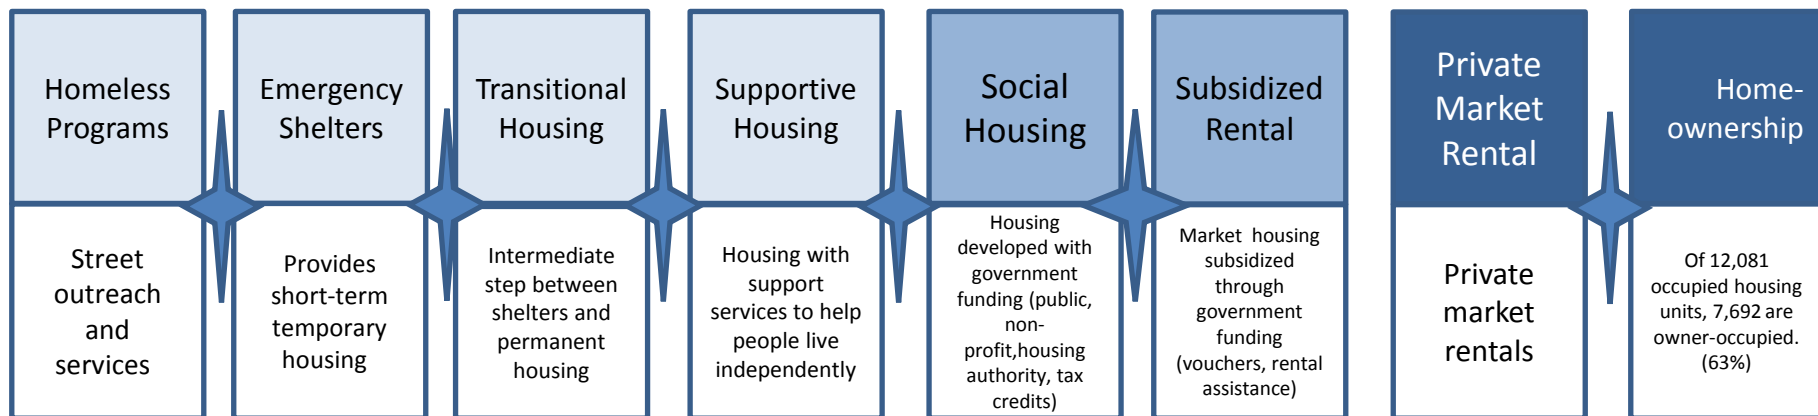 Homeless
Programs
Street
outreach
and
services
Emergency
Shelters
Provides
short-term
temporary
housing
Transitional
Housing
Intermediate
step between
shelters and
permanent
housing
Supportive
Housing
Housing with
support
services to help
people live
independently
Social
Housing
Housing
developed with
government
funding (public,
non-
profit,housing
authority, tax
credits)
Subsidized
Rental
Market housing
subsidized
through
government
funding
(vouchers, rental
assistance)
Private
Market
Rental
Private
market
rentals
Home-
ownership
Of 12,081
occupied housing
units, 7,692 are
owner-occupied.
(63%)